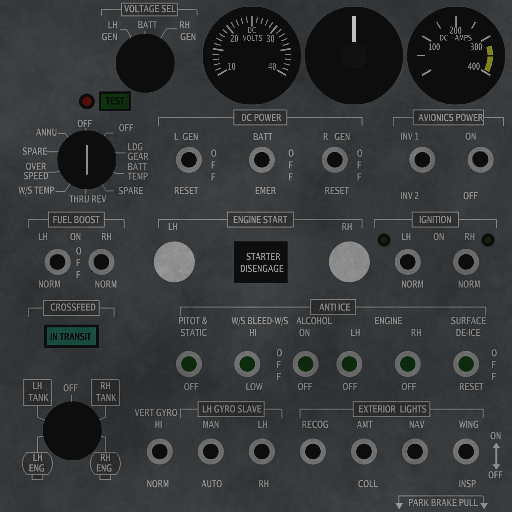 VOLTAGE SEL
LH GEN
BATT
RH GEN
TEST
10 20 30 40
DC VOLTS
100 200 300 400
DC AMPS
OFF
OFF
ANNU
SPARE
OVER SPEED
W/S TEMP
THRU REV
SPARE
BATT TEMP
LDG GEAR
DC POWER
L GEN
BATT
R GEN
OFF
OFF
OFF
RESET
EMER
RESET
AVIONICS POWER
INV 1
ON
INV 2
OFF
FUEL BOOST
LH
ON
RH
OFF
NORM
NORM
ENGINE START
LH
RH
STARTER
DISENGAGE
IGNITION
LH
ON
RH
NORM
NORM
CROSSFEED
IN TRANSIT
ANTI ICE
PITOT &
STATIC
W/S BLEED-W/S
HI
ALCOHOL
ON
LH
ENGINE
RH
SURFACE
DE-ICE
OFF
OFF
OFF
LOW
OFF
OFF
OFF
RESET
LH TANK
OFF
RH TANK
LH ENG
RH ENG
VERT GYRO
HI
NORM
LH GYRO SLAVE
MAN
LH
AUTO
RH
EXTERIOR LIGHTS
RECOG
AMT
NAV
WING
COLL
INSP
ON
OFF
PARK BRAKE PULL